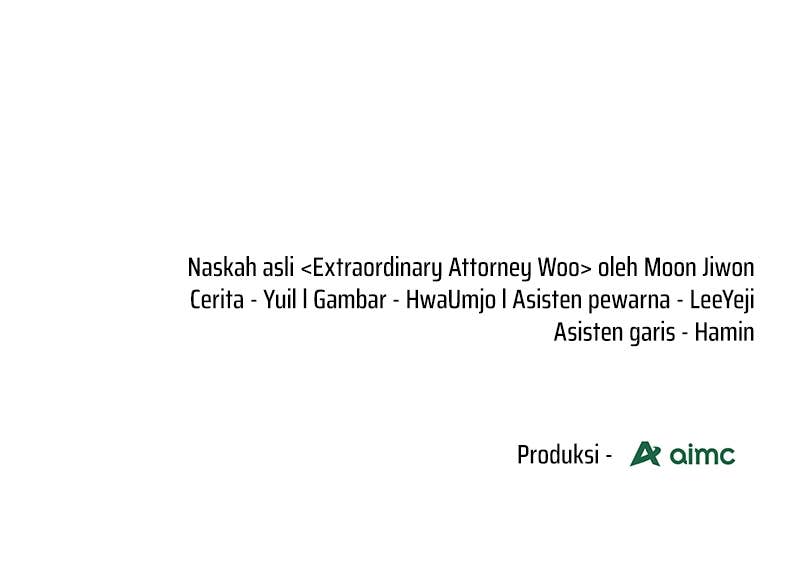 Naskah asli <Extraordinary Attorney Woo> oleh Moon Jiwon
Cerita - Yuil l Gambar - HwaUmjo l Asisten pewarna - LeeYeji
Asisten garis - Hamin
Produksi - aimc